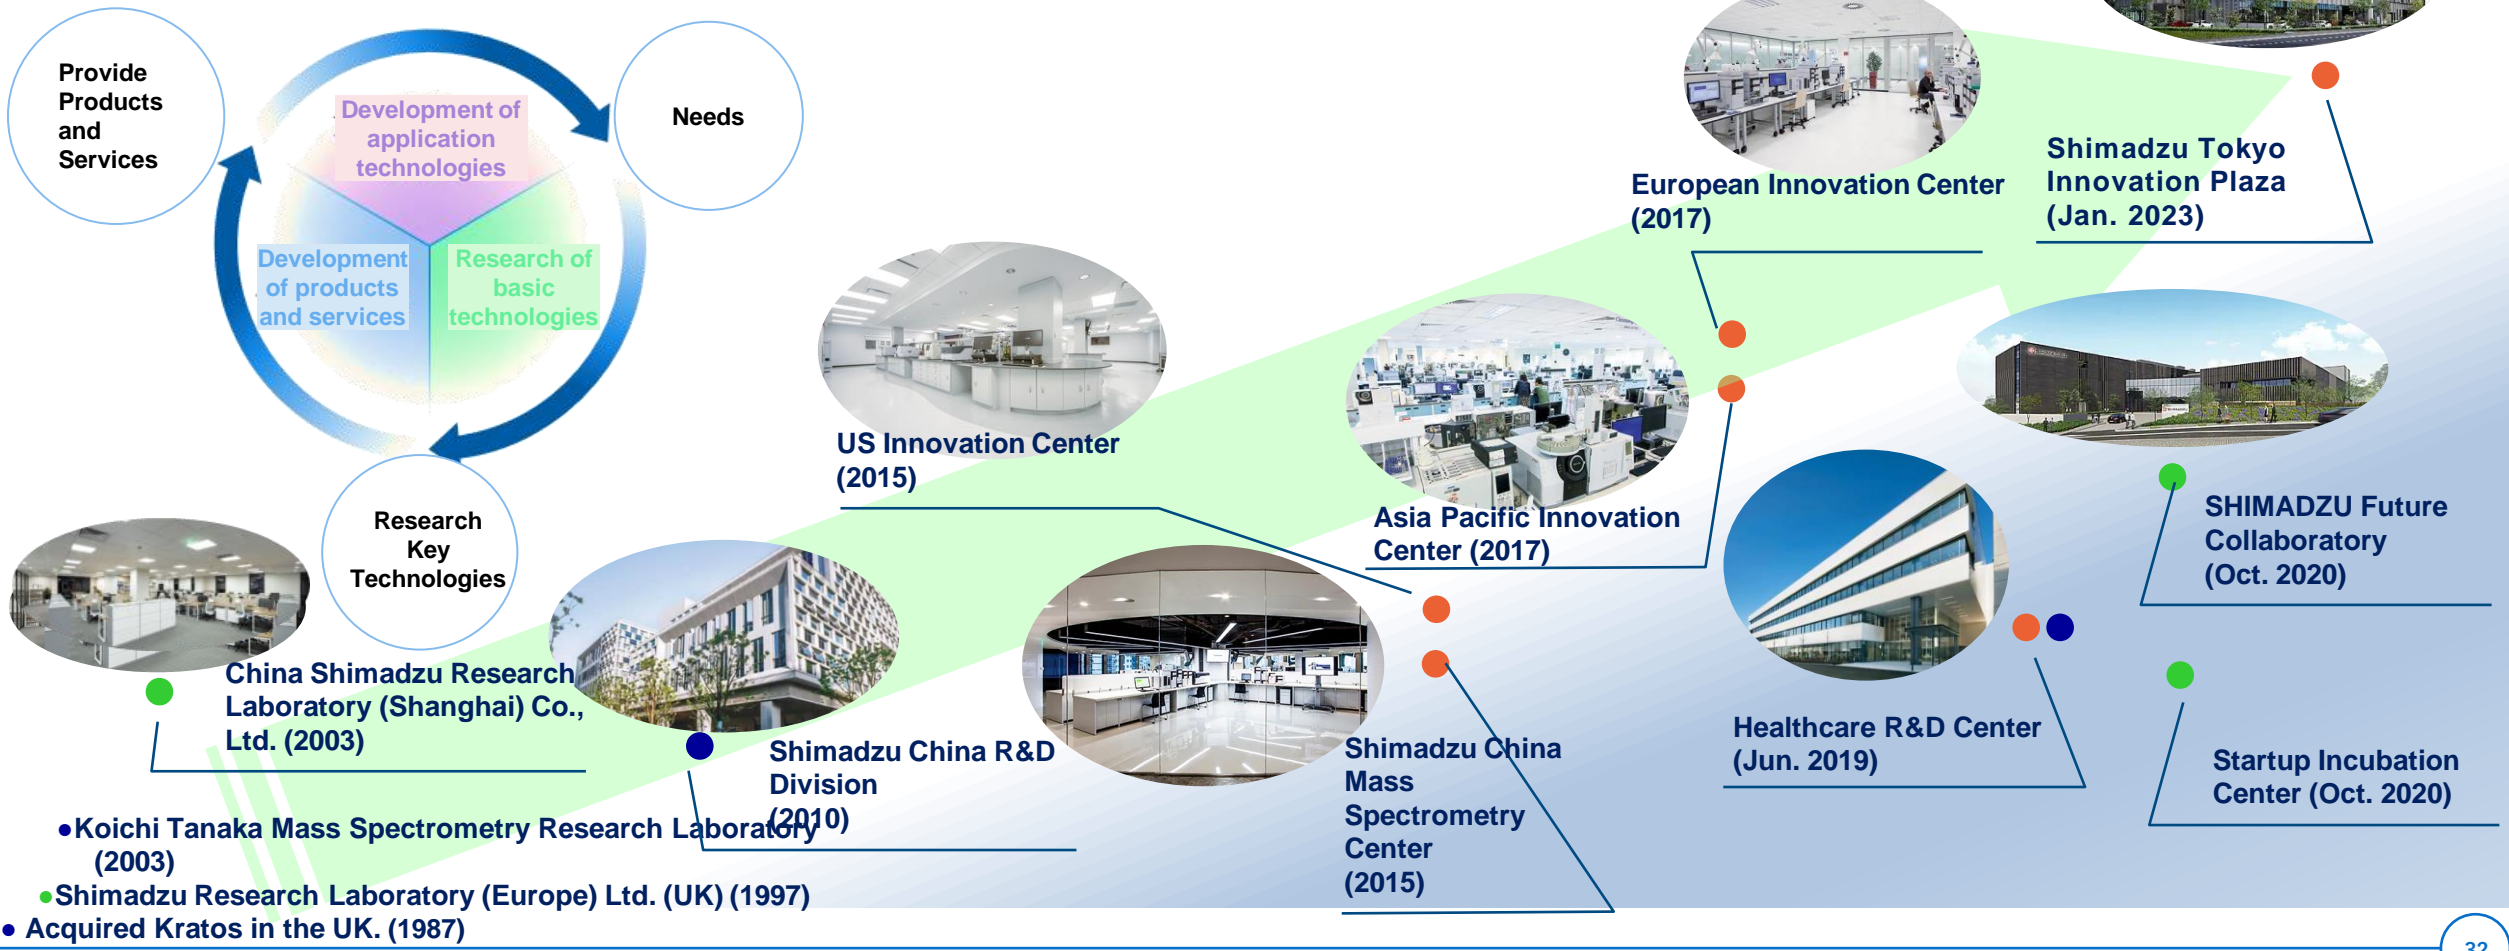 Provide
Products
and
Services
Development of
application
technologies
Needs
Development
of products
and services
Research of
basic
technologies
Research
Key
Technologies
European Innovation Center
(2017)
Shimadzu Tokyo
Innovation Plaza
(Jan. 2023)
US Innovation Center
(2015)
Asia Pacific Innovation
Center (2017)
SHIMADZU Future
Collaboratory
(Oct. 2020)
China Shimadzu Research
Laboratory (Shanghai) Co.,
Ltd. (2003)
Shimadzu China R&D
Division
(2010)
Shimadzu China
Mass
Spectrometry
Center
(2015)
Healthcare R&D Center
(Jun. 2019)
Startup Incubation
Center (Oct. 2020)
●Koichi Tanaka Mass Spectrometry Research Laboratory
(2003)
●Shimadzu Research Laboratory (Europe) Ltd. (UK) (1997)
● Acquired Kratos in the UK. (1987)
32